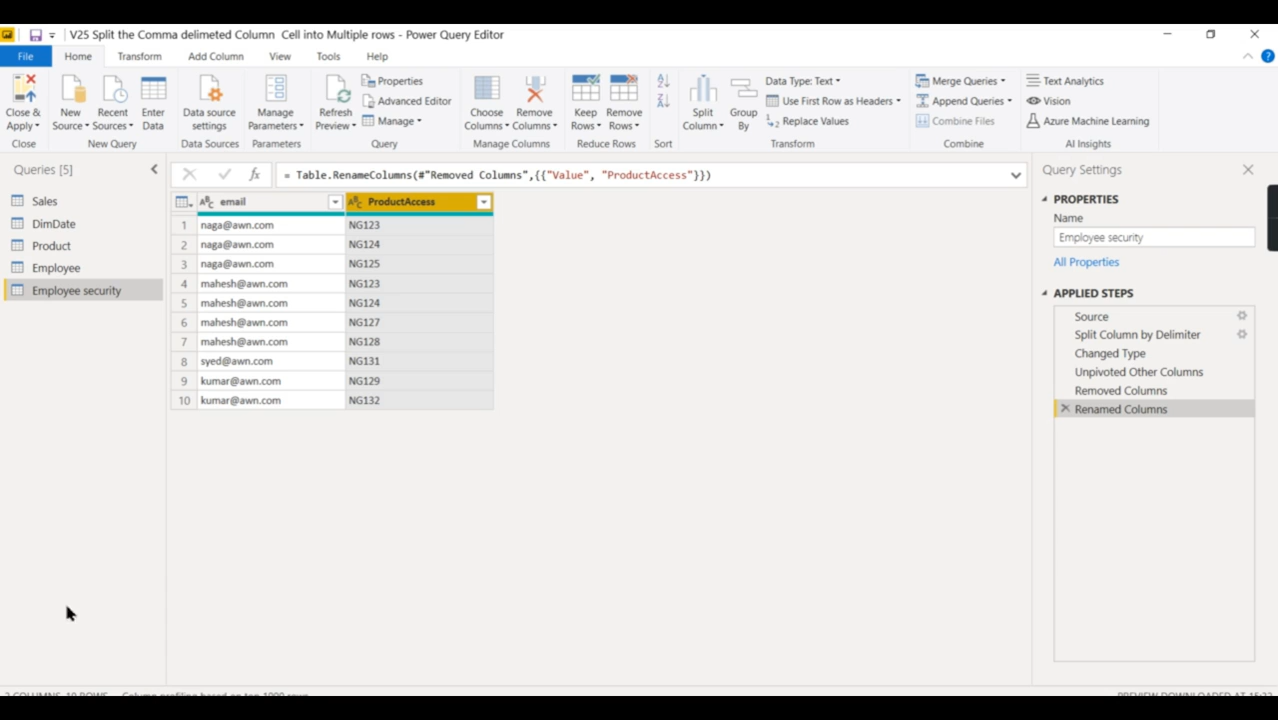 V25 Split the Comma delimeted Column Cell into Multiple rows - Power Query Editor
File Home Transform Add Column View Tools Help
Close & Apply
New Source
Recent Sources
Enter Data
Data source settings
Manage Parameters
Refresh Preview
Properties
Advanced Editor
Manage
Choose Columns
Remove Columns
Keep Rows
Remove Rows
Split Column
Group By
Data Type: Text
Use First Row as Headers
Replace Values
Merge Queries
Append Queries
Combine Files
Text Analytics
Vision
Azure Machine Learning
Close New Query Data Sources Parameters Query Manage Columns Reduce Rows Sort Transform Combine AI Insights
Queries [5]
Sales
DimDate
Product
Employee
Employee security
fx = Table.RenameColumns(#"Removed Columns",{{"Value", "ProductAccess"}})
ABC email ABC ProductAccess
1 naga@awn.com NG123
2 naga@awn.com NG124
3 naga@awn.com NG125
4 mahesh@awn.com NG123
5 mahesh@awn.com NG124
6 mahesh@awn.com NG127
7 mahesh@awn.com NG128
8 syed@awn.com NG131
9 kumar@awn.com NG129
10 kumar@awn.com NG132
Query Settings
PROPERTIES
Name
Employee security
All Properties
APPLIED STEPS
Source
Split Column by Delimiter
Changed Type
Unpivoted Other Columns
Removed Columns
Renamed Columns